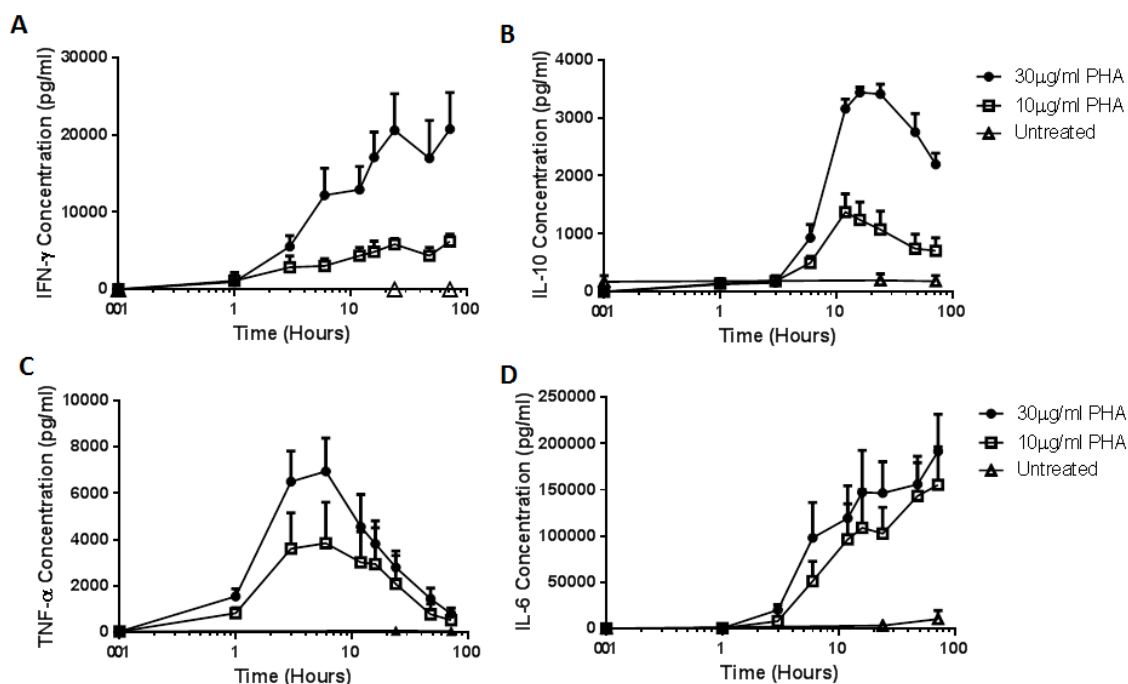 A
IFN-γ Concentration (pg/ml)
30000
20000
10000
0
001
1
10
100
Time (Hours)
B
IL-10 Concentration (pg/ml)
4000
3000
2000
1000
0
001
1
10
100
Time (Hours)
30μg/ml PHA
10μg/ml PHA
Untreated
C
TNF-α Concentration (pg/ml)
10000
8000
6000
4000
2000
0
001
1
10
100
Time (Hours)
D
IL-6 Concentration (pg/ml)
250000
200000
150000
100000
50000
0
001
1
10
100
Time (Hours)
30μg/ml PHA
10μg/ml PHA
Untreated